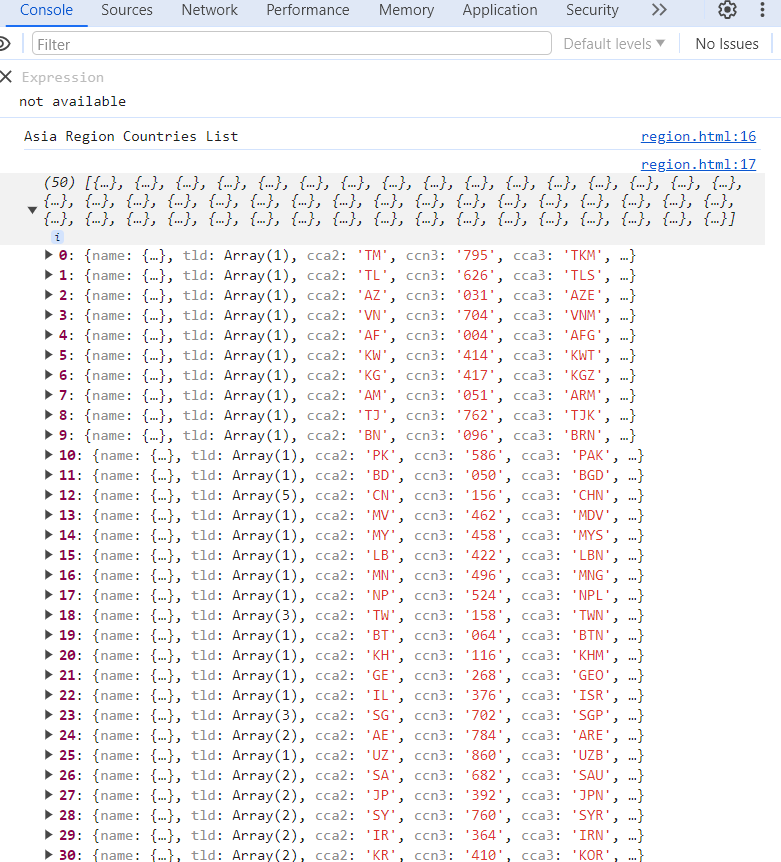 Console Sources Network Performance Memory Application Security
Filter Default levels ▼ No Issues
Expression
not available
Asia Region Countries List region.html:16
region.html:17
(50) [{…}, {…}, {…}, {…}, {…}, {…}, {…}, {…}, {…}, {…}, {…}, {…}, {…}, {…}, {…}, {…},
{…}, {…}, {…}, {…}, {…}, {…}, {…}, {…}, {…}, {…}, {…}, {…}, {…}, {…}, {…}, {…}, {…},
{…}, {…}, {…}, {…}, {…}, {…}, {…}, {…}, {…}, {…}, {…}, {…}, {…}, {…}, {…}, {…}, {…}]
i
▶ 0: {name: {…}, tld: Array(1), cca2: 'TM', ccn3: '795', cca3: 'TKM', …}
▶ 1: {name: {…}, tld: Array(1), cca2: 'TL', ccn3: '626', cca3: 'TLS', …}
▶ 2: {name: {…}, tld: Array(1), cca2: 'AZ', ccn3: '031', cca3: 'AZE', …}
▶ 3: {name: {…}, tld: Array(1), cca2: 'VN', ccn3: '704', cca3: 'VNM', …}
▶ 4: {name: {…}, tld: Array(1), cca2: 'AF', ccn3: '004', cca3: 'AFG', …}
▶ 5: {name: {…}, tld: Array(1), cca2: 'KW', ccn3: '414', cca3: 'KWT', …}
▶ 6: {name: {…}, tld: Array(1), cca2: 'KG', ccn3: '417', cca3: 'KGZ', …}
▶ 7: {name: {…}, tld: Array(1), cca2: 'AM', ccn3: '051', cca3: 'ARM', …}
▶ 8: {name: {…}, tld: Array(1), cca2: 'TJ', ccn3: '762', cca3: 'TJK', …}
▶ 9: {name: {…}, tld: Array(1), cca2: 'BN', ccn3: '096', cca3: 'BRN', …}
▶ 10: {name: {…}, tld: Array(1), cca2: 'PK', ccn3: '586', cca3: 'PAK', …}
▶ 11: {name: {…}, tld: Array(1), cca2: 'BD', ccn3: '050', cca3: 'BGD', …}
▶ 12: {name: {…}, tld: Array(5), cca2: 'CN', ccn3: '156', cca3: 'CHN', …}
▶ 13: {name: {…}, tld: Array(1), cca2: 'MV', ccn3: '462', cca3: 'MDV', …}
▶ 14: {name: {…}, tld: Array(1), cca2: 'MY', ccn3: '458', cca3: 'MYS', …}
▶ 15: {name: {…}, tld: Array(1), cca2: 'LB', ccn3: '422', cca3: 'LBN', …}
▶ 16: {name: {…}, tld: Array(1), cca2: 'MN', ccn3: '496', cca3: 'MNG', …}
▶ 17: {name: {…}, tld: Array(1), cca2: 'NP', ccn3: '524', cca3: 'NPL', …}
▶ 18: {name: {…}, tld: Array(3), cca2: 'TW', ccn3: '158', cca3: 'TWN', …}
▶ 19: {name: {…}, tld: Array(1), cca2: 'BT', ccn3: '064', cca3: 'BTN', …}
▶ 20: {name: {…}, tld: Array(1), cca2: 'KH', ccn3: '116', cca3: 'KHM', …}
▶ 21: {name: {…}, tld: Array(1), cca2: 'GE', ccn3: '268', cca3: 'GEO', …}
▶ 22: {name: {…}, tld: Array(1), cca2: 'IL', ccn3: '376', cca3: 'ISR', …}
▶ 23: {name: {…}, tld: Array(3), cca2: 'SG', ccn3: '702', cca3: 'SGP', …}
▶ 24: {name: {…}, tld: Array(2), cca2: 'AE', ccn3: '784', cca3: 'ARE', …}
▶ 25: {name: {…}, tld: Array(1), cca2: 'UZ', ccn3: '860', cca3: 'UZB', …}
▶ 26: {name: {…}, tld: Array(2), cca2: 'SA', ccn3: '682', cca3: 'SAU', …}
▶ 27: {name: {…}, tld: Array(2), cca2: 'JP', ccn3: '392', cca3: 'JPN', …}
▶ 28: {name: {…}, tld: Array(2), cca2: 'SY', ccn3: '760', cca3: 'SYR', …}
▶ 29: {name: {…}, tld: Array(2), cca2: 'IR', ccn3: '364', cca3: 'IRN', …}
▶ 30: {name: {…}, tld: Array(2), cca2: 'KR', ccn3: '410', cca3: 'KOR', …}